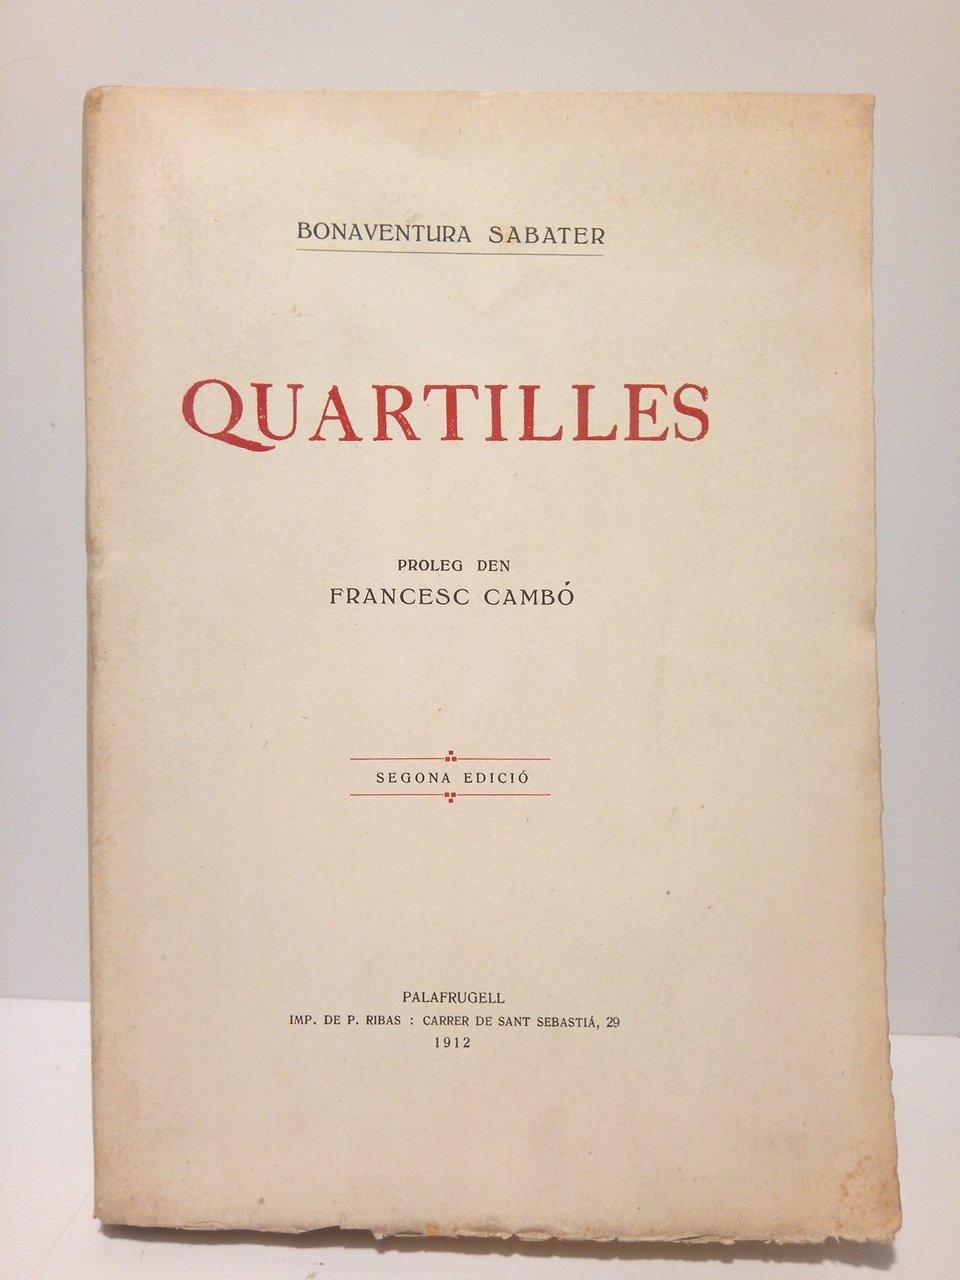 BONAVENTURA SABATER
QUARTILLES
PROLEG DEN
FRANCESC CAMBÓ
SEGONA EDICIÓ
PALAFRUGELL
IMP. DE P. RIBAS : CARRER DE SANT SEBASTIÁ, 29
1912